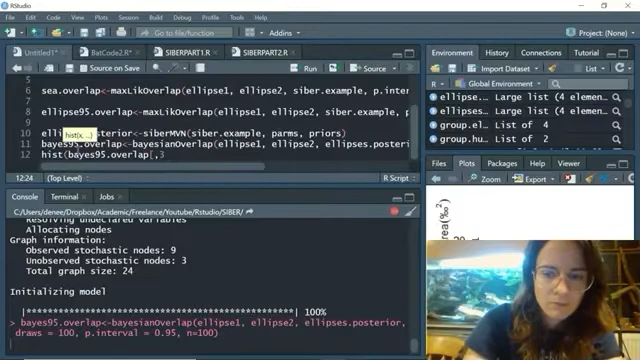 RStudio
File Edit Code View Plots Session Build Debug Profile Tools Help
Go to file/function
Addins
Project: (None)
Untitled1*
BatCode2.R*
SIBERPART1.R
SIBERPART2.R
Source on Save
Run
Source
5
6 sea.overlap<-maxLikOverlap(ellipse1, ellipse2, siber.example, p.inter
7
8 ellipse95.overlap<-maxLikOverlap(ellipse1, ellipse2, siber.example,
9
hist(x, ...)
10 sterior<-siberMVN(siber.example, parms, priors)
11 bayes95.overlap<-bayesianOverlap(ellipse1, ellipse2, ellipses.posteri
12 hist(bayes95.overlap[,3
12:24 (Top Level) R Script
Console
Terminal
Jobs
C:/Users/denee/Dropbox/Academic/Freelance/Youtube/Rstudio/SIBER/
Resolving undeclared variables
Allocating nodes
Graph information:
Observed stochastic nodes: 9
Unobserved stochastic nodes: 3
Total graph size: 24
Initializing model
|**************************************************| 100%
> bayes95.overlap<-bayesianOverlap(ellipse1, ellipse2, ellipses.posterior,
draws = 100, p.interval = 0.95, n=100)
Environment
History
Connections
Import Dataset
List
R
Global Environment
ellipse... Large list (4 elemen…
ellipse... Large list (4 elemen…
group.el… List of 4
group.hu… List of 2
Files
Plots
Packages
Help
Viewer
Zoom
Export
rea(‰²)